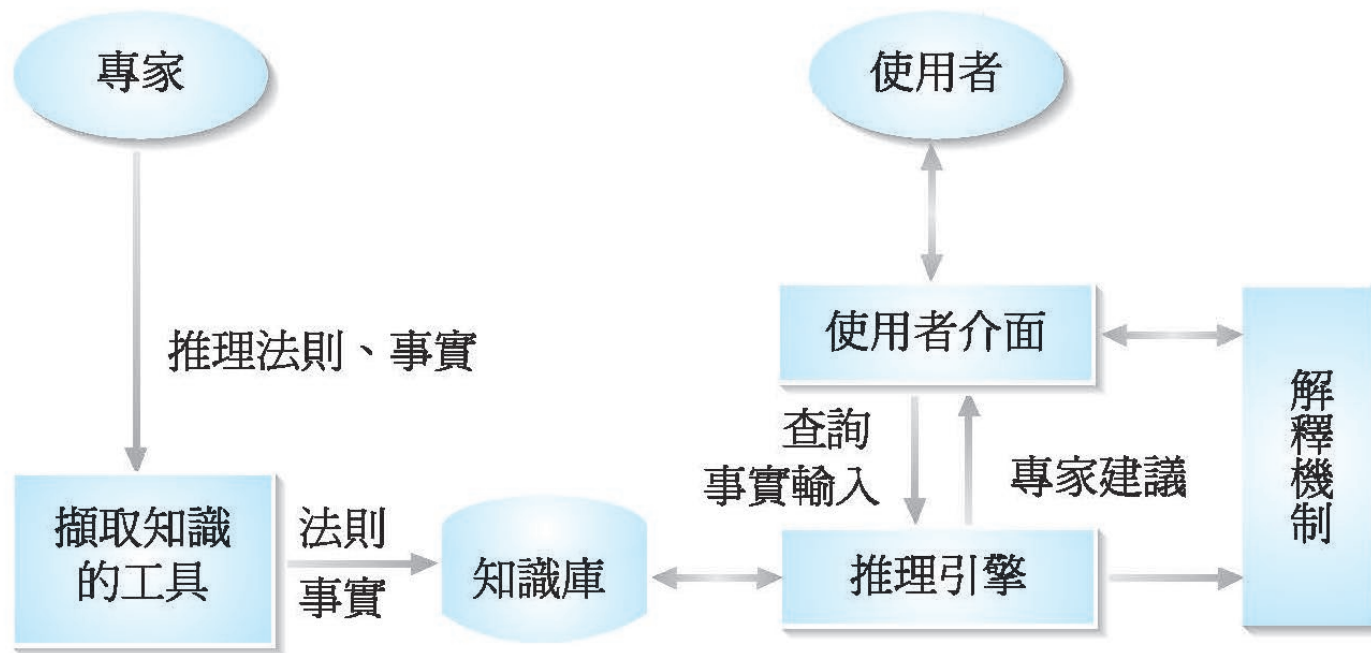 專家
使用者
推理法則、事實
使用者介面
解釋機制
查詢
事實輸入
專家建議
擷取知識
的工具
法則
事實
知識庫
推理引擎